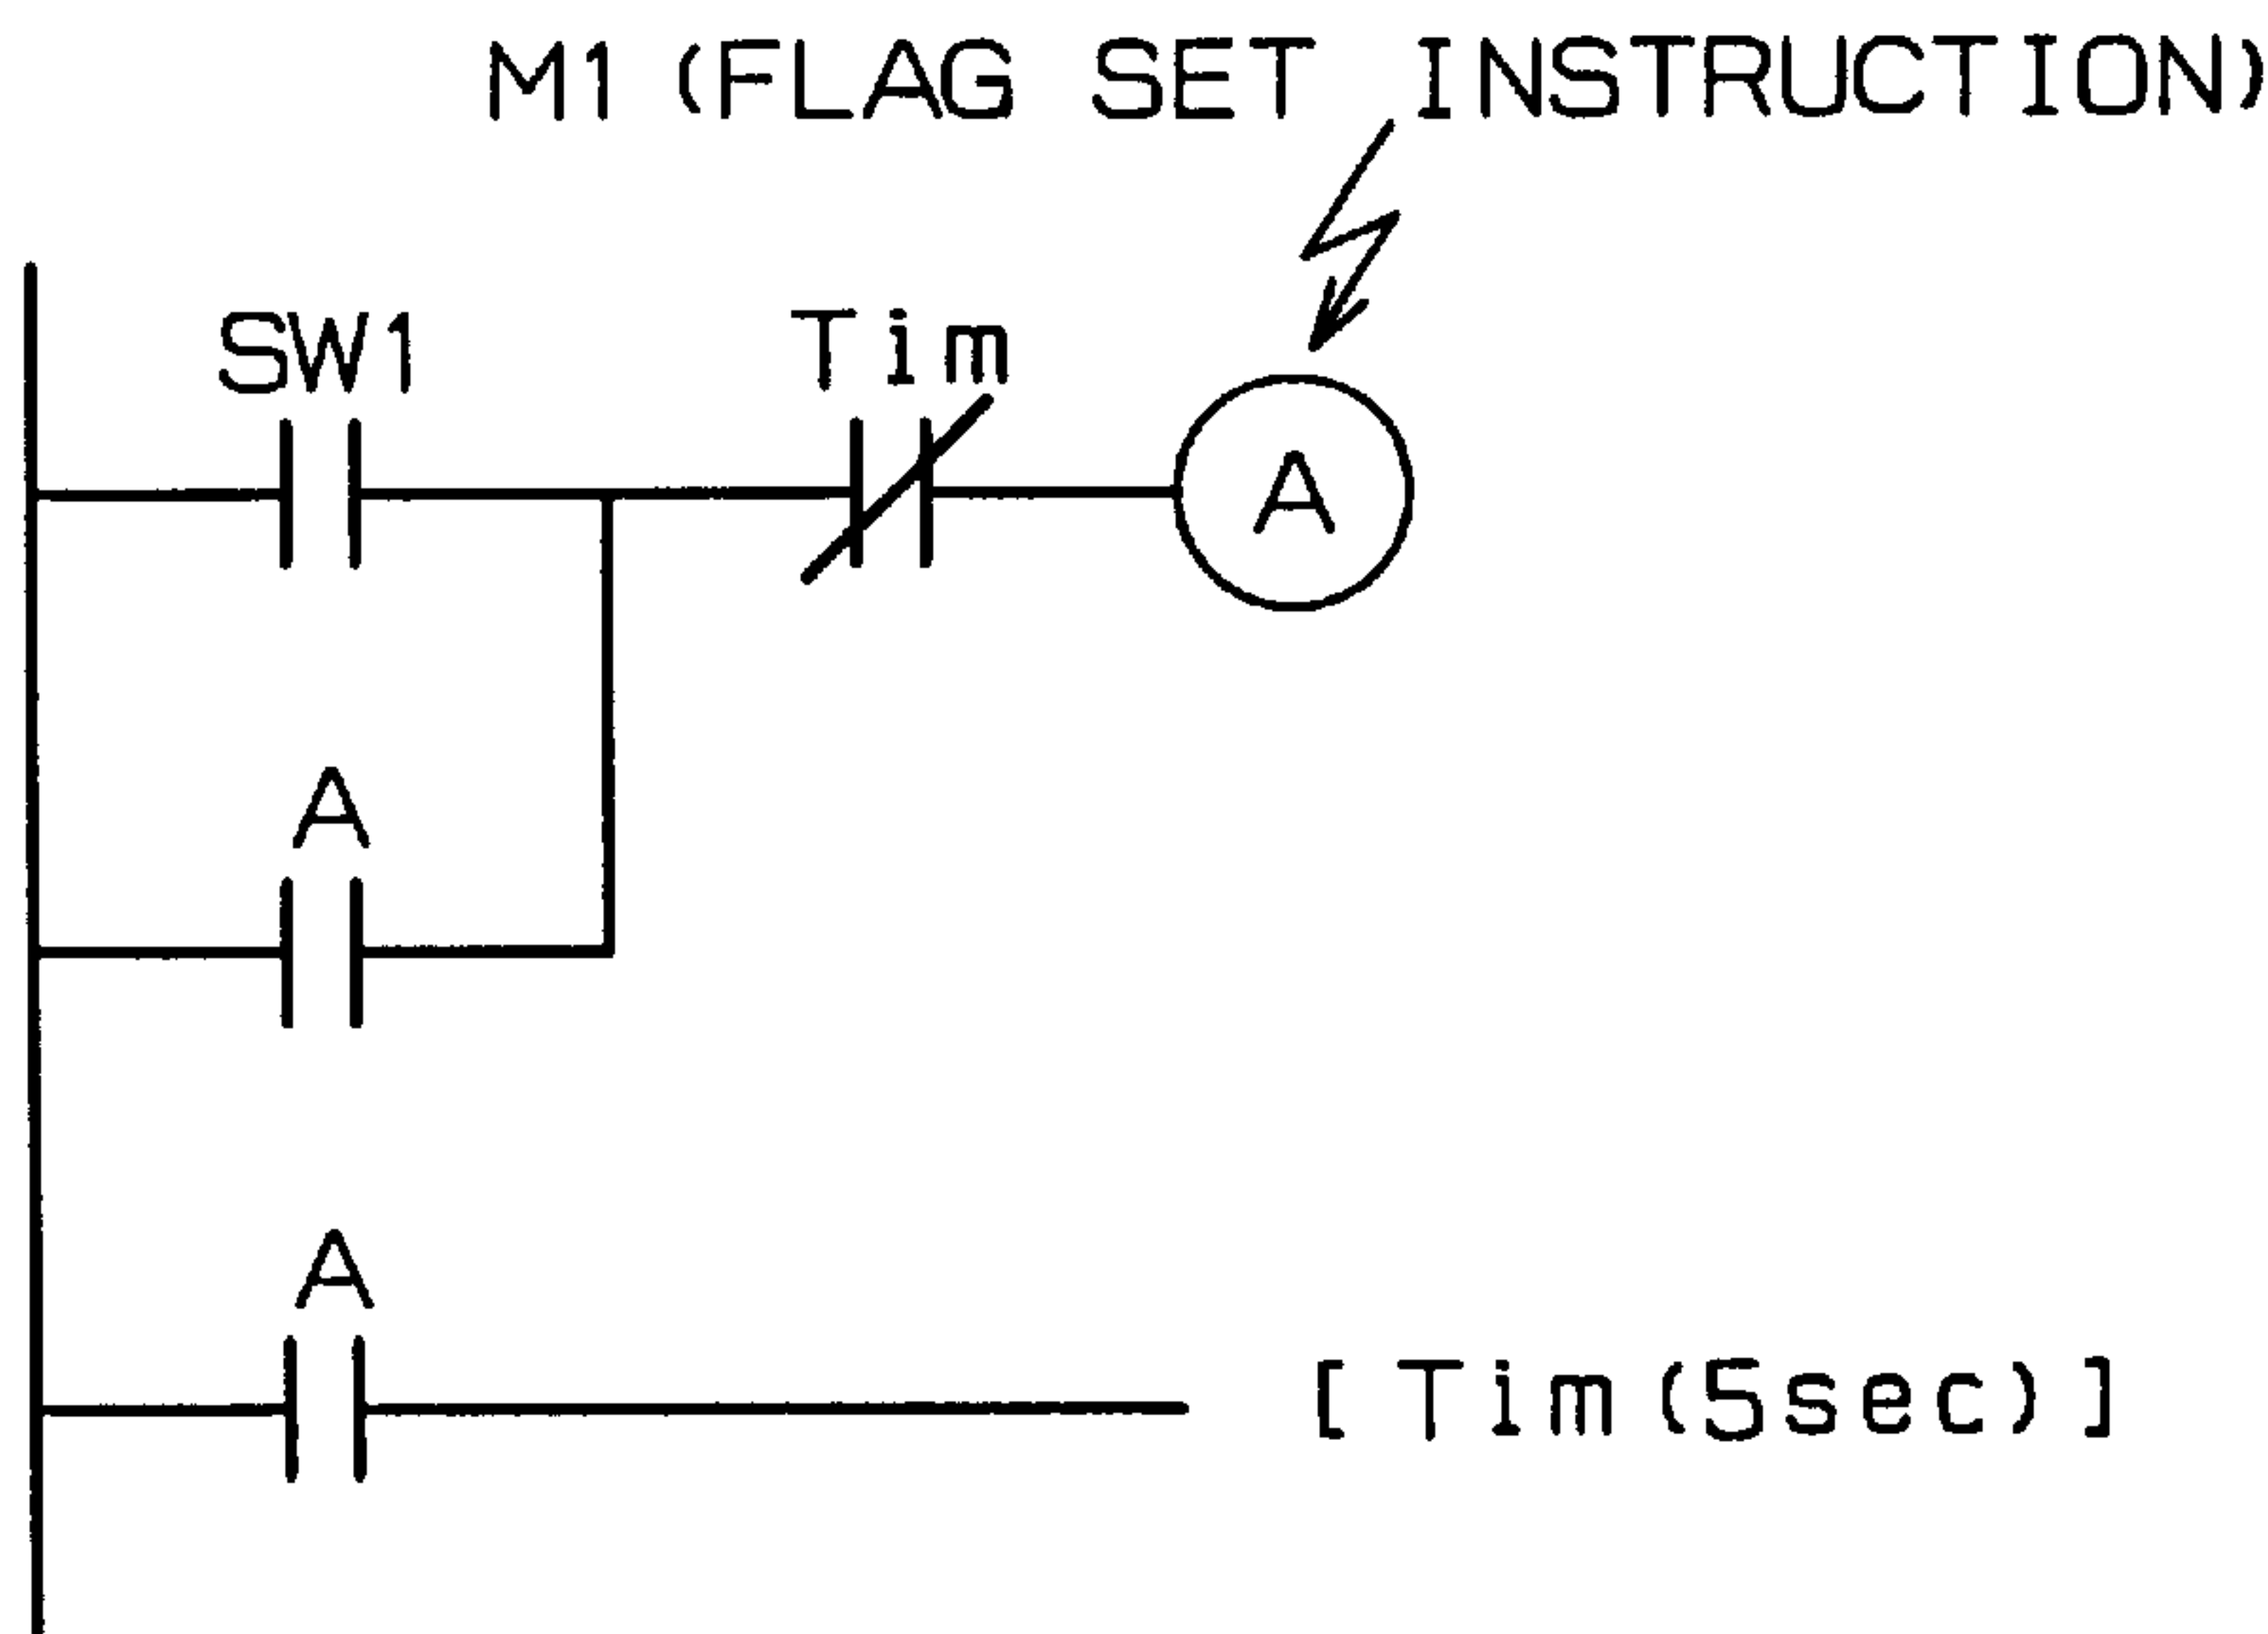 M1 (FLAG SET INSTRUCTION)
SW1 Tim
A
A
A
[Tim(5sec)]